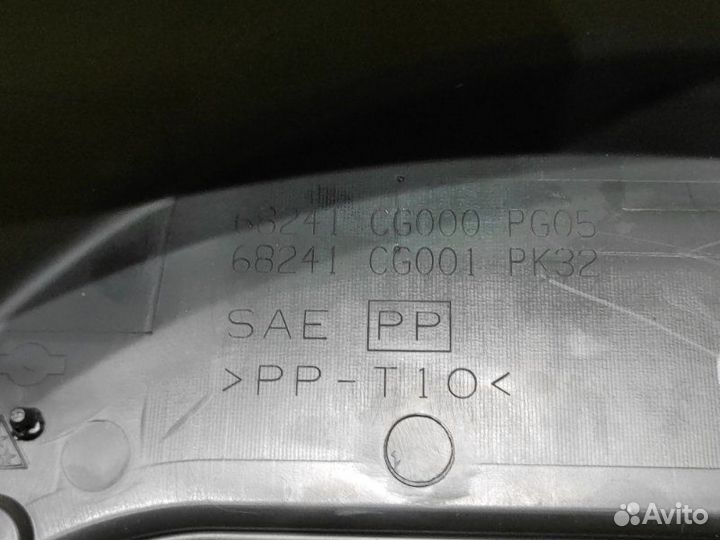 68241 CG000 PG05
68241 CG001 PK32
SAE PP
>PP-T10<
Avito